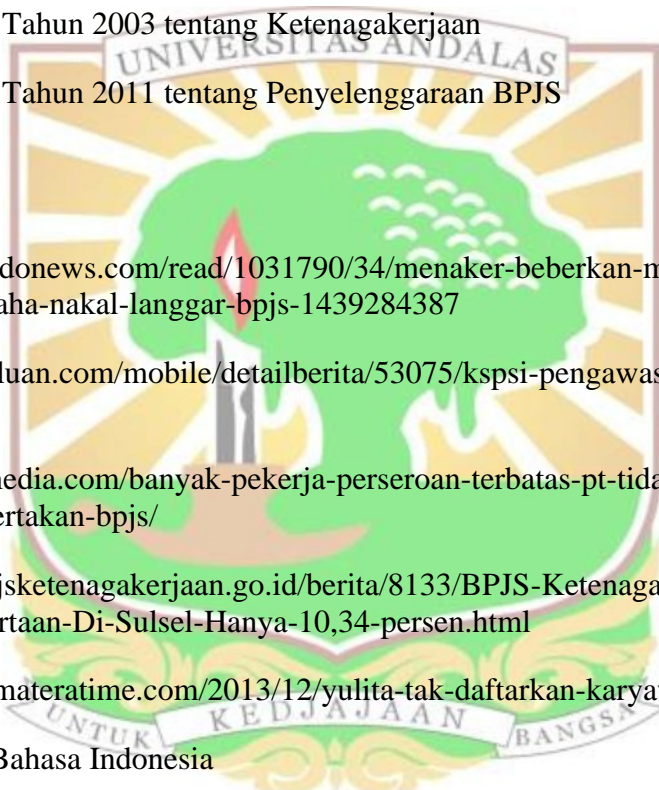 Tahun 2003 tentang Ketenagakerjaan
UNIVERSITAS ANDALAS
Tahun 2011 tentang Penyelenggaraan BPJS
donews.com/read/1031790/34/menaker-beberkan-m
aha-nakal-langgar-bpjs-1439284387
luan.com/mobile/detailberita/53075/kspsi-pengawas
media.com/banyak-pekerja-perseroan-terbatas-pt-tida
ertakan-bpjs/
jsketenagakerjaan.go.id/berita/8133/BPJS-Ketenaga
rtaan-Di-Sulsel-Hanya-10,34-persen.html
materatime.com/2013/12/yulita-tak-daftarkan-karya
UNTUK KEDJAJAAN BANGSA
Bahasa Indonesia